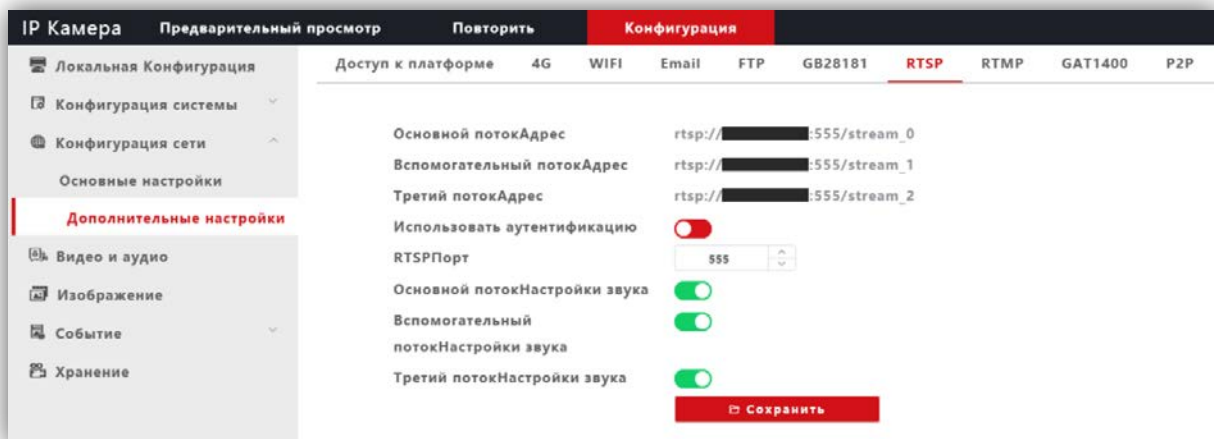 IP Камера Предварительный просмотр Повторить Конфигурация
Локальная Конфигурация
Конфигурация системы
Конфигурация сети
Основные настройки
Дополнительные настройки
Видео и аудио
Изображение
Событие
Хранение
Доступ к платформе 4G WIFI Email FTP GB28181 RTSP RTMP GAT1400 P2P
Основной потокАдрес rtsp:// :555/stream_0
Вспомогательный потокАдрес rtsp:// :555/stream_1
Третий потокАдрес rtsp:// :555/stream_2
Использовать аутентификацию
RTSPПорт 555
Основной потокНастройки звука
Вспомогательный
потокНастройки звука
Третий потокНастройки звука
Сохранить